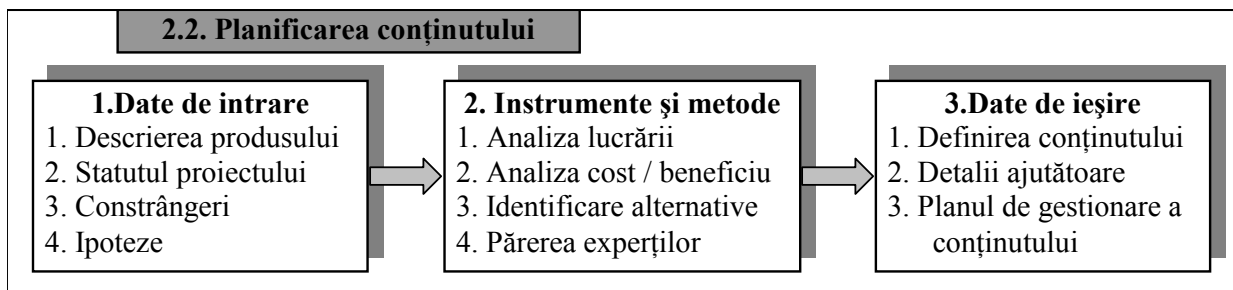 2.2. Planificarea conţinutului
1.Date de intrare
1. Descrierea produsului
2. Statutul proiectului
3. Constrângeri
4. Ipoteze
2. Instrumente şi metode
1. Analiza lucrării
2. Analiza cost / beneficiu
3. Identificare alternative
4. Părerea experţilor
3.Date de ieşire
1. Definirea conţinutului
2. Detalii ajutătoare
3. Planul de gestionare a
conţinutului